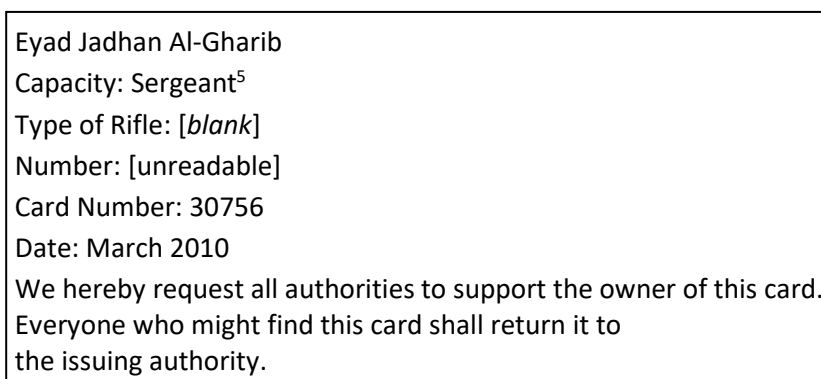 Eyad Jadhan Al-Gharib
Capacity: Sergeant⁵
Type of Rifle: [blank]
Number: [unreadable]
Card Number: 30756
Date: March 2010
We hereby request all authorities to support the owner of this card.
Everyone who might find this card shall return it to
the issuing authority.